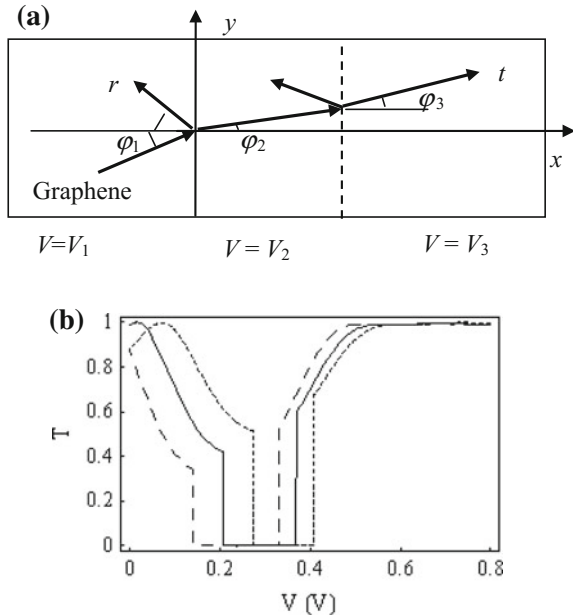 (a)
y
r
t
φ1
φ2
φ3
x
Graphene
V=V1
V = V2
V = V3
(b)
1
0.8
0.6
0.4
0.2
0
T
0
0.2
0.4
0.6
0.8
V (V)